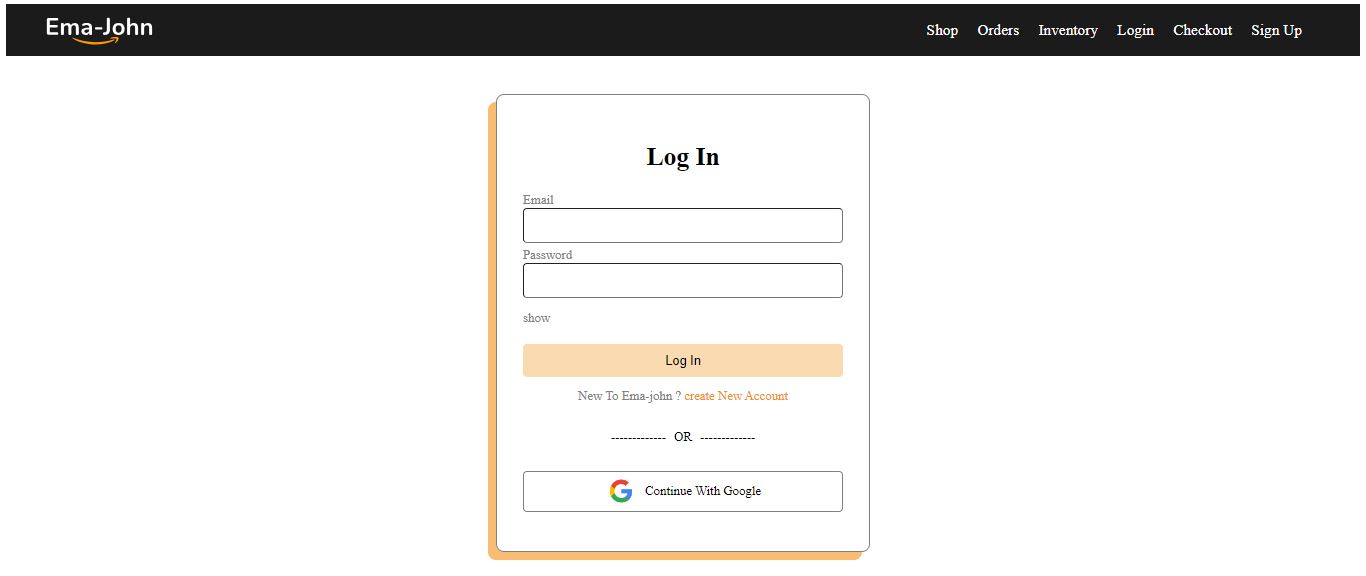 Ema-John
Shop Orders Inventory Login Checkout Sign Up
Log In
Email
Password
show
Log In
New To Ema-john ? create New Account
------------- OR -------------
Continue With Google